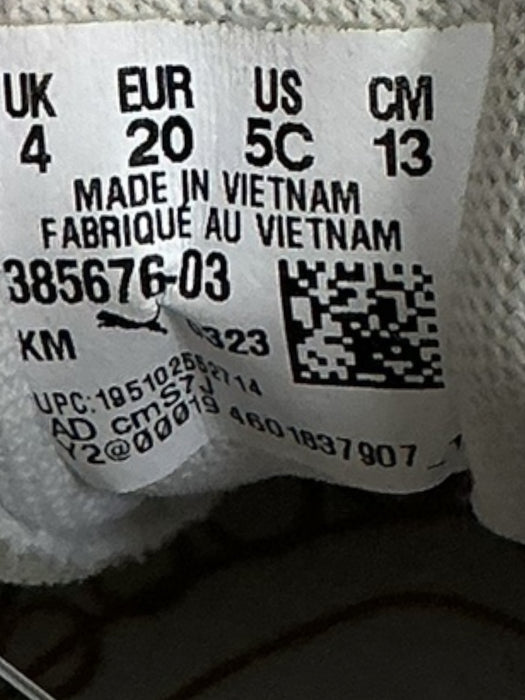 UK EUR US CM
4 20 5C 13
MADE IN VIETNAM
FABRIQUÉ AU VIETNAM
385676-03
KM 0323
UPC:195102552714
AD cmS7J
Y2@00019 4601837907_1